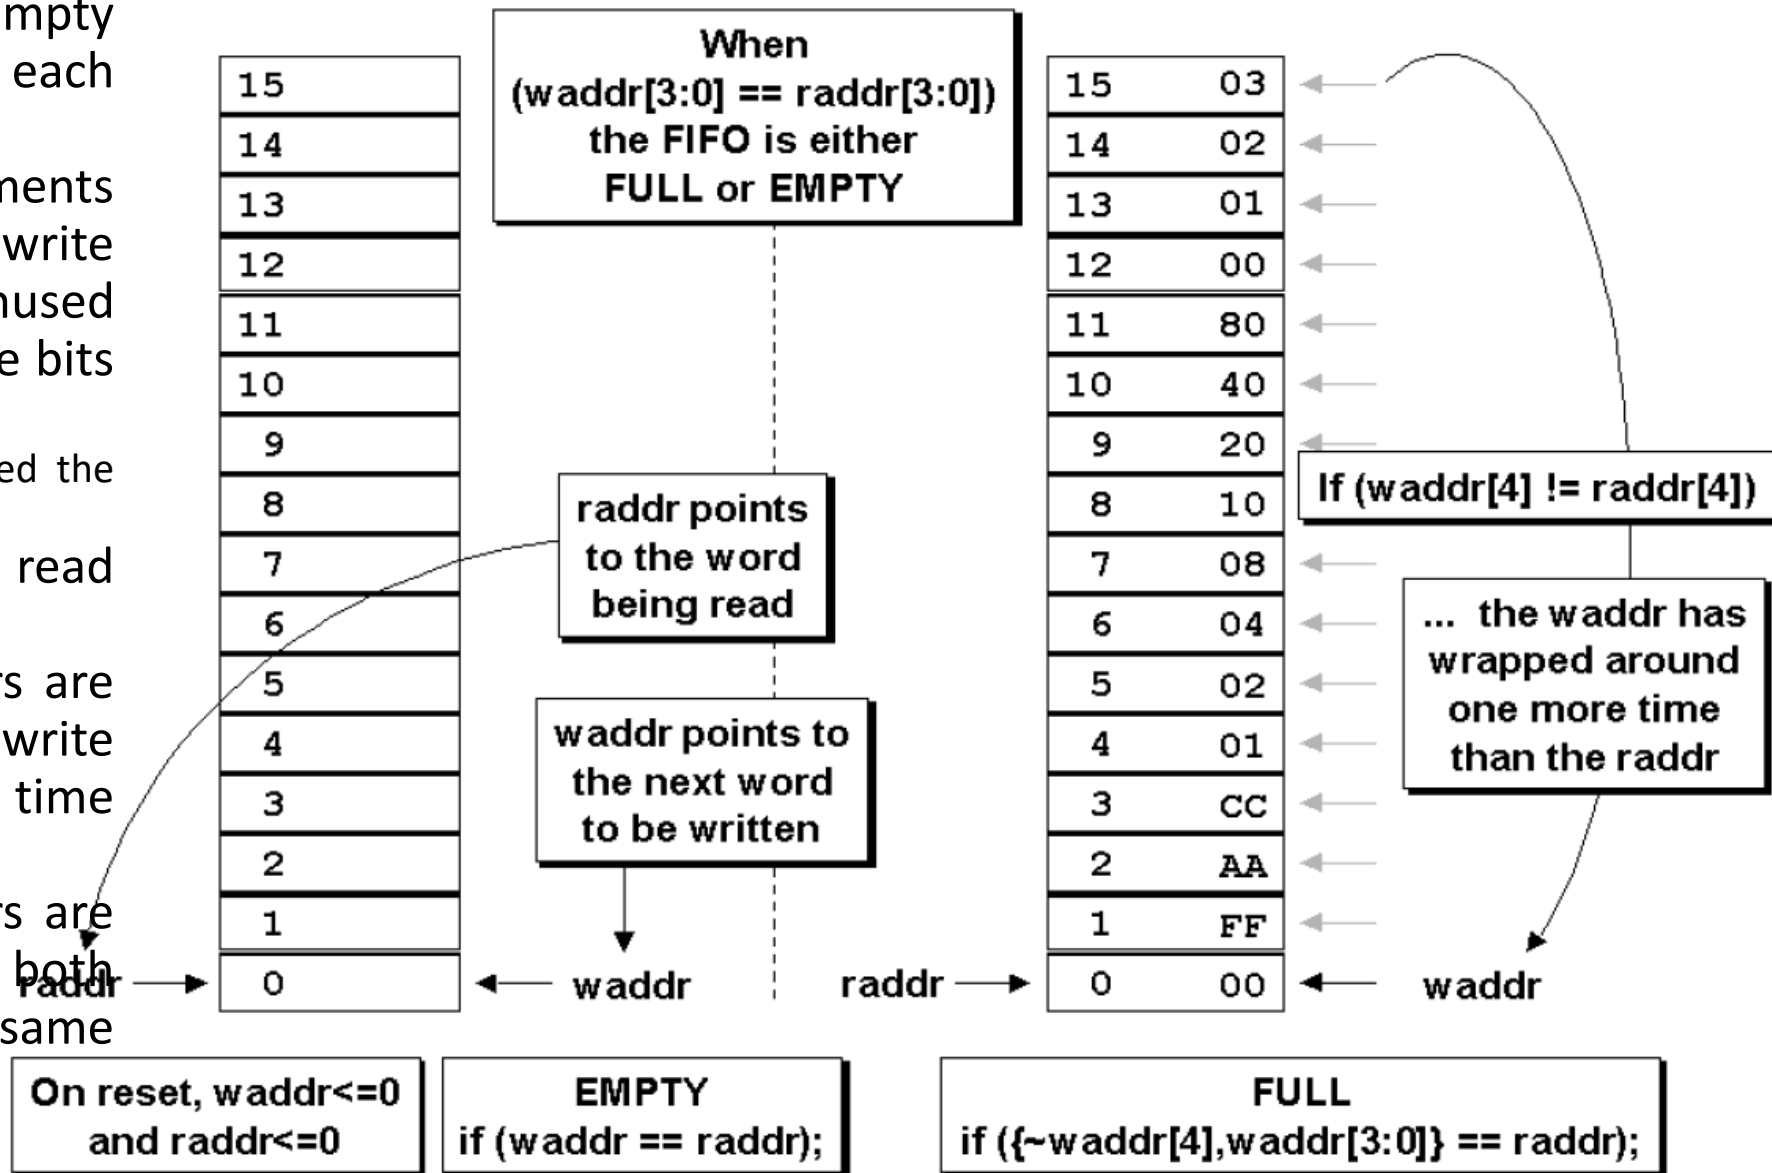 mpty
each
ments
write
nused
e bits
ed the
read
rs are
write
time
rs are
both
same
When
(waddr[3:0] == raddr[3:0])
the FIFO is either
FULL or EMPTY
15
14
13
12
11
10
9
8
7
6
5
4
3
2
1
0
raddr
waddr
raddr points
to the word
being read
waddr points to
the next word
to be written
15 03
14 02
13 01
12 00
11 80
10 40
9 20
8 10
7 08
6 04
5 02
4 01
3 CC
2 AA
1 FF
0 00
raddr
waddr
If (waddr[4] != raddr[4])
... the waddr has
wrapped around
one more time
than the raddr
On reset, waddr<=0
and raddr<=0
EMPTY
if (waddr == raddr);
FULL
if ({~waddr[4],waddr[3:0]} == raddr);